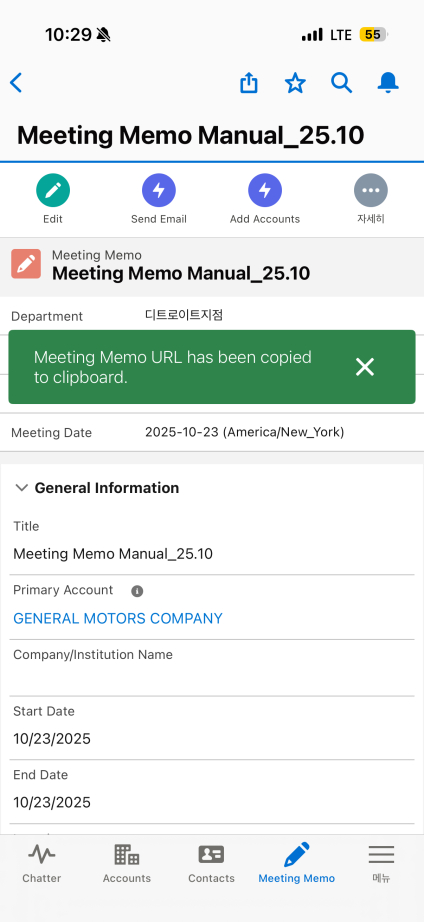 10:29
LTE 55
Meeting Memo Manual_25.10
Edit
Send Email
Add Accounts
자세히
Meeting Memo
Meeting Memo Manual_25.10
Department 디트로이트지점
Meeting Memo URL has been copied
to clipboard.
Meeting Date 2025-10-23 (America/New_York)
General Information
Title
Meeting Memo Manual_25.10
Primary Account
GENERAL MOTORS COMPANY
Company/Institution Name
Start Date
10/23/2025
End Date
10/23/2025
Chatter
Accounts
Contacts
Meeting Memo
메뉴